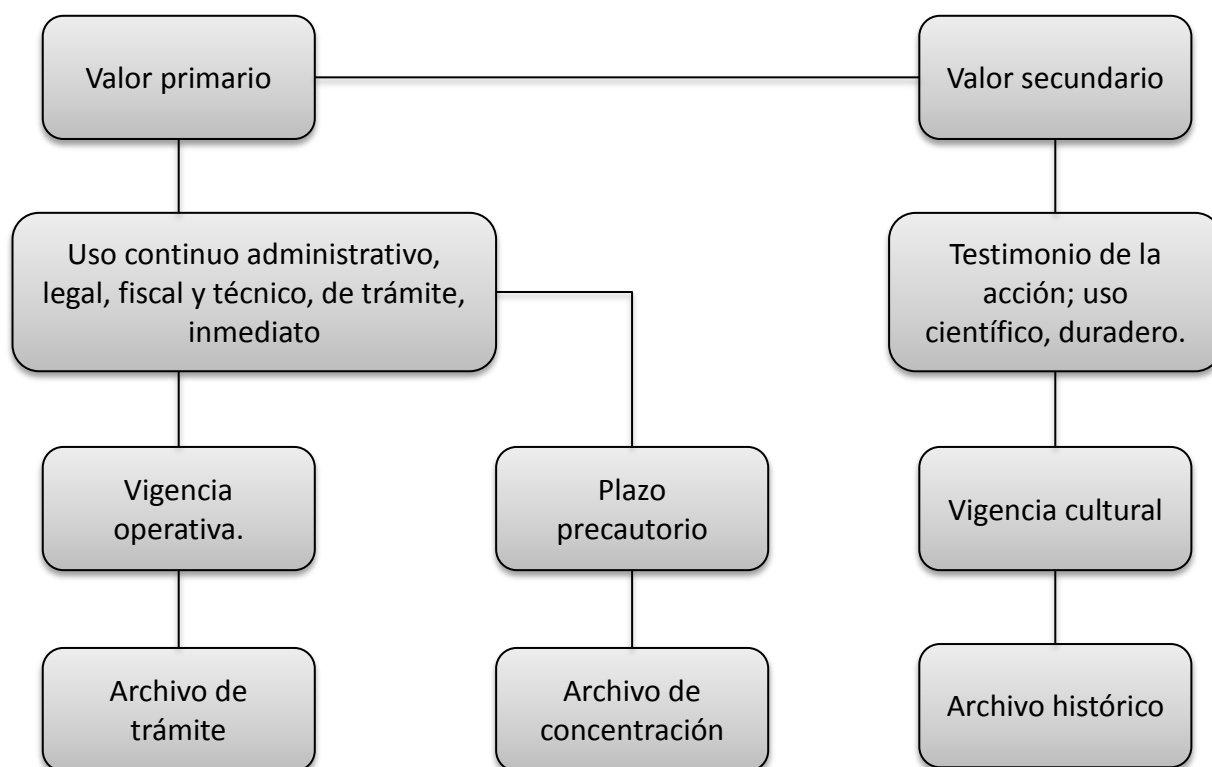 Valor primario
Valor secundario
Uso continuo administrativo,
legal, fiscal y técnico, de trámite,
inmediato
Testimonio de la
acción; uso
científico, duradero.
Vigencia
operativa.
Plazo
precautorio
Vigencia cultural
Archivo de
trámite
Archivo de
concentración
Archivo histórico